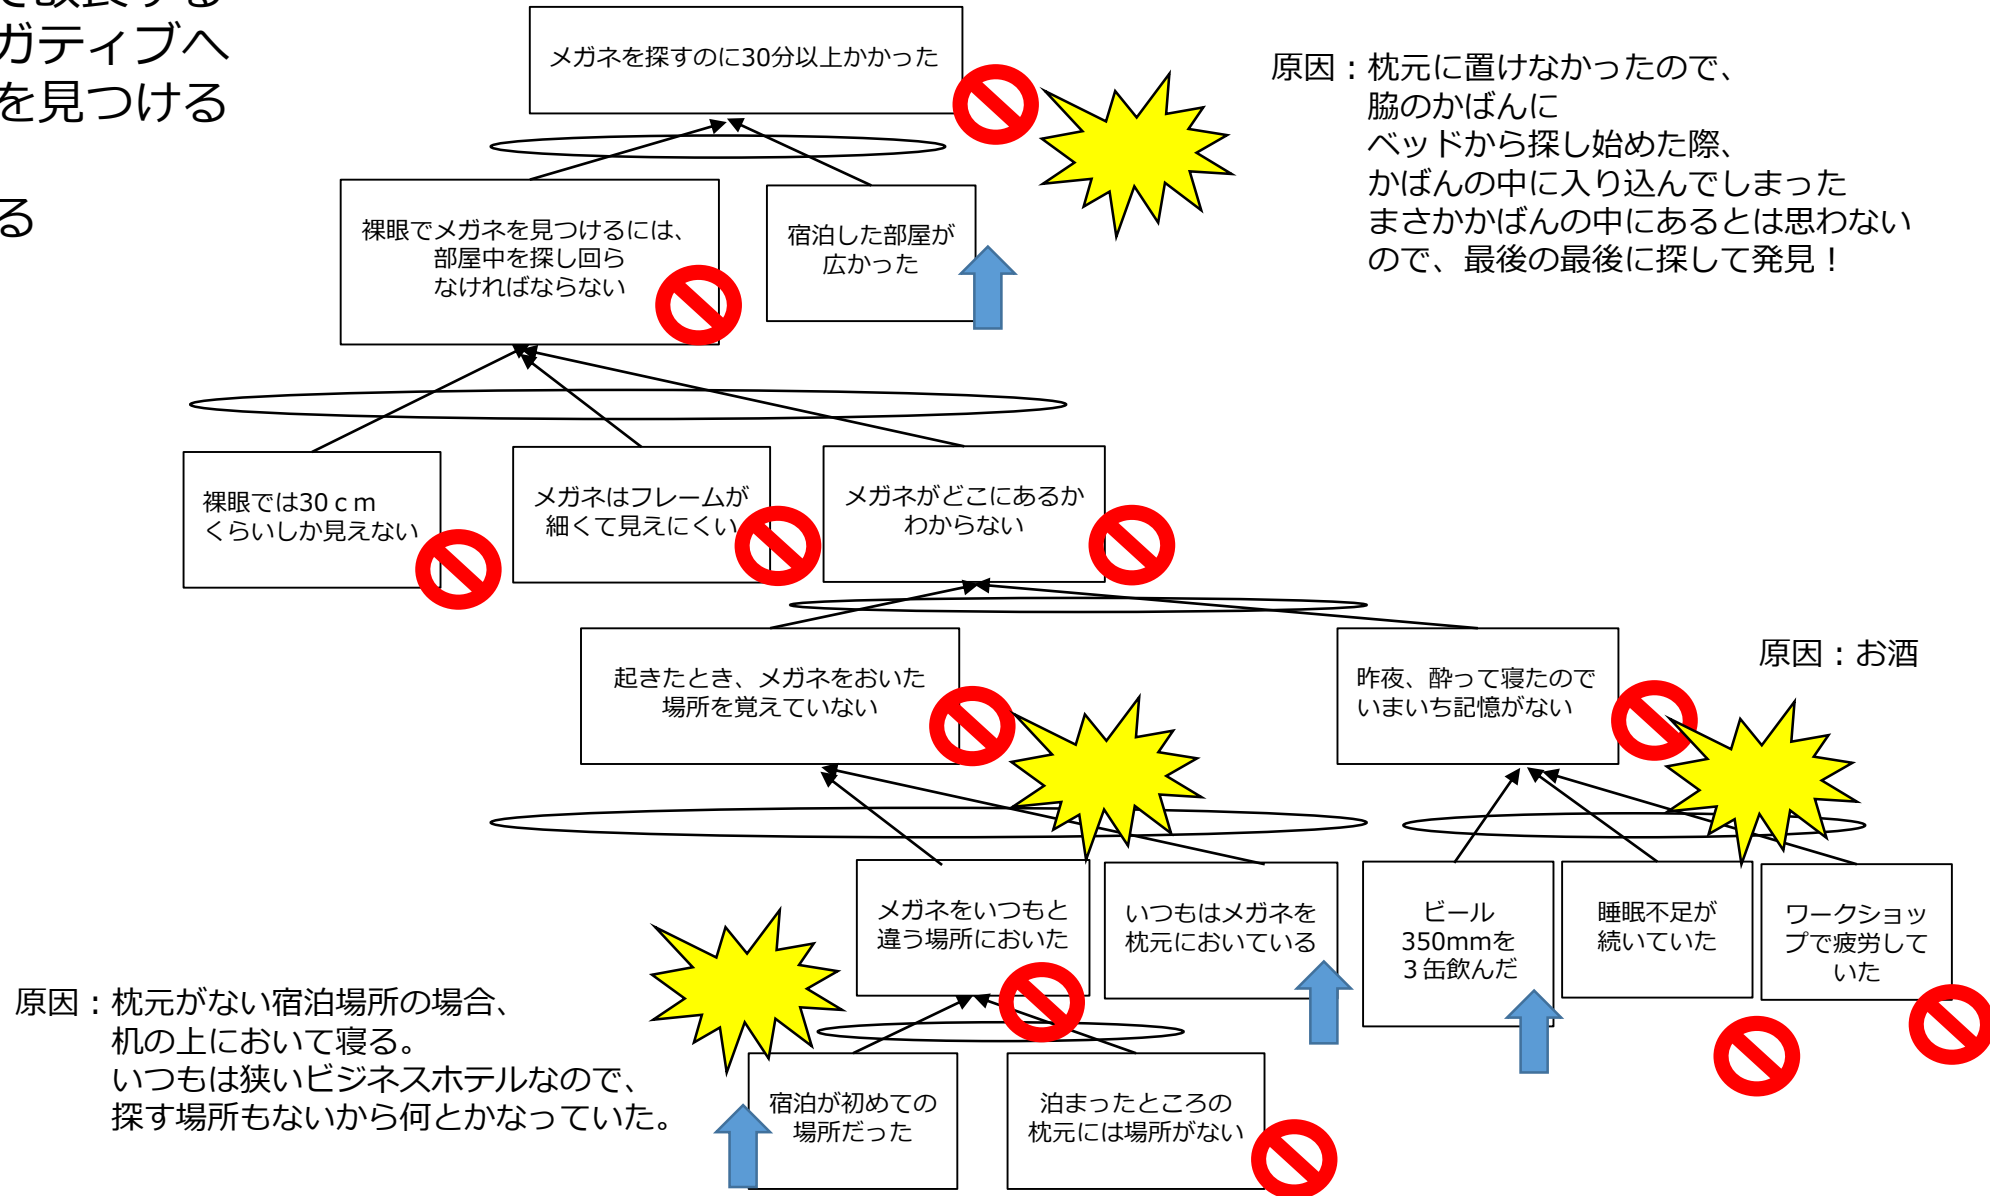 で改良する
ガティブへ
を見つける
る
メガネを探すのに30分以上かかった
原因：枕元に置けなかったので、
脇のかばんに
ベッドから探し始めた際、
かばんの中に入り込んでしまった
まさかかばんの中にあるとは思わない
ので、最後の最後に探して発見！
裸眼でメガネを見つけるには、
部屋中を探し回ら
なければならない
宿泊した部屋が
広かった
裸眼では30ｃｍ
くらいしか見えない
メガネはフレームが
細くて見えにくい
メガネがどこにあるか
わからない
起きたとき、メガネをおいた
場所を覚えていない
昨夜、酔って寝たので
いまいち記憶がない
原因：お酒
メガネをいつもと
違う場所においた
いつもはメガネを
枕元においている
ビール
350mmを
３缶飲んだ
睡眠不足が
続いていた
ワークショッ
プで疲労して
いた
原因：枕元がない宿泊場所の場合、
机の上において寝る。
いつもは狭いビジネスホテルなので、
探す場所もないから何とかなっていた。
宿泊が初めての
場所だった
泊まったところの
枕元には場所がない